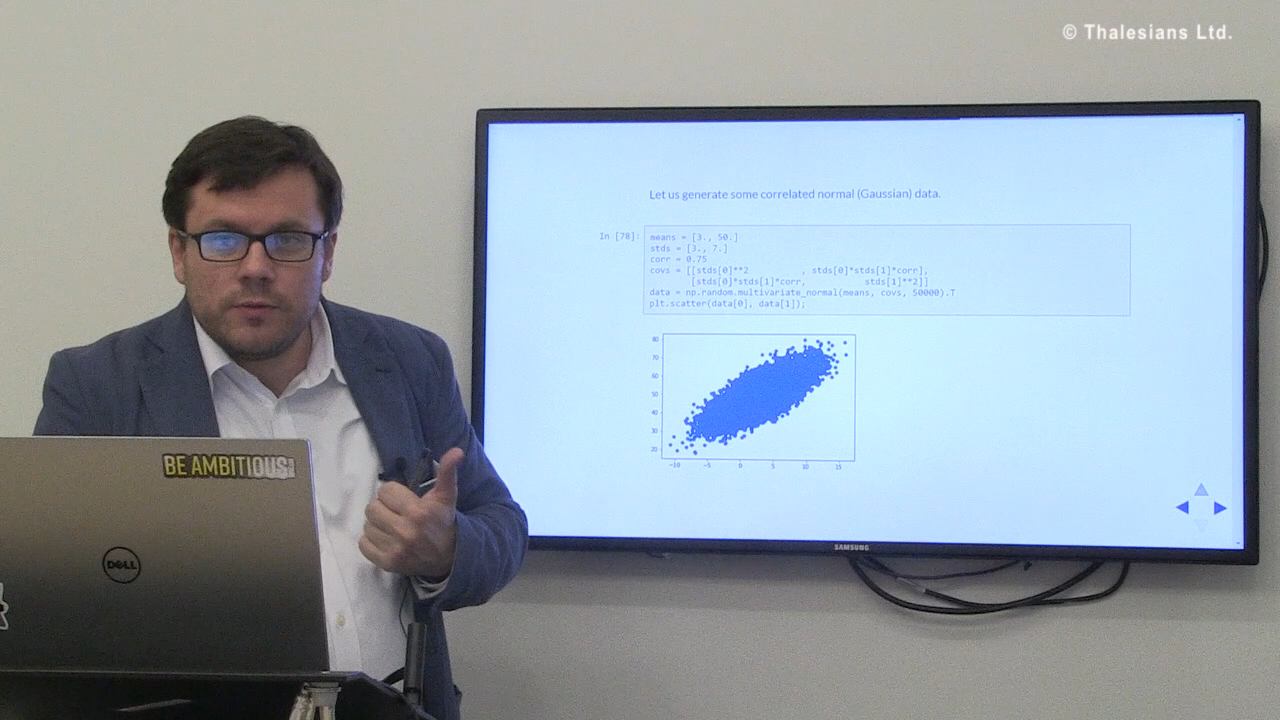 © Thalesians Ltd.
Let us generate some correlated normal (Gaussian) data.
In [78]:
means = [3., 50.]
stds = [3., 7.]
corr = 0.75
covs = [[stds[0]**2          , stds[0]*stds[1]*corr],
        [stds[0]*stds[1]*corr,           stds[1]**2]]
data = np.random.multivariate_normal(means, covs, 50000).T
plt.scatter(data[0], data[1]);
80
70
60
50
40
30
20
−10 −5 0 5 10 15
SAMSUNG
BE AMBITIOUS!
DELL